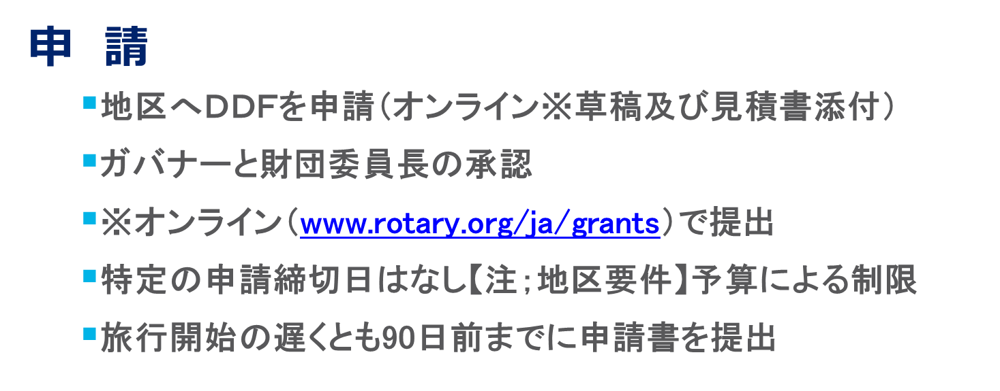 申　請
▪地区へＤＤＦを申請（オンライン※草稿及び見積書添付）
▪ガバナーと財団委員長の承認
▪※オンライン（www.rotary.org/ja/grants）で提出
▪特定の申請締切日はなし【注；地区要件】予算による制限
▪旅行開始の遅くとも90日前までに申請書を提出